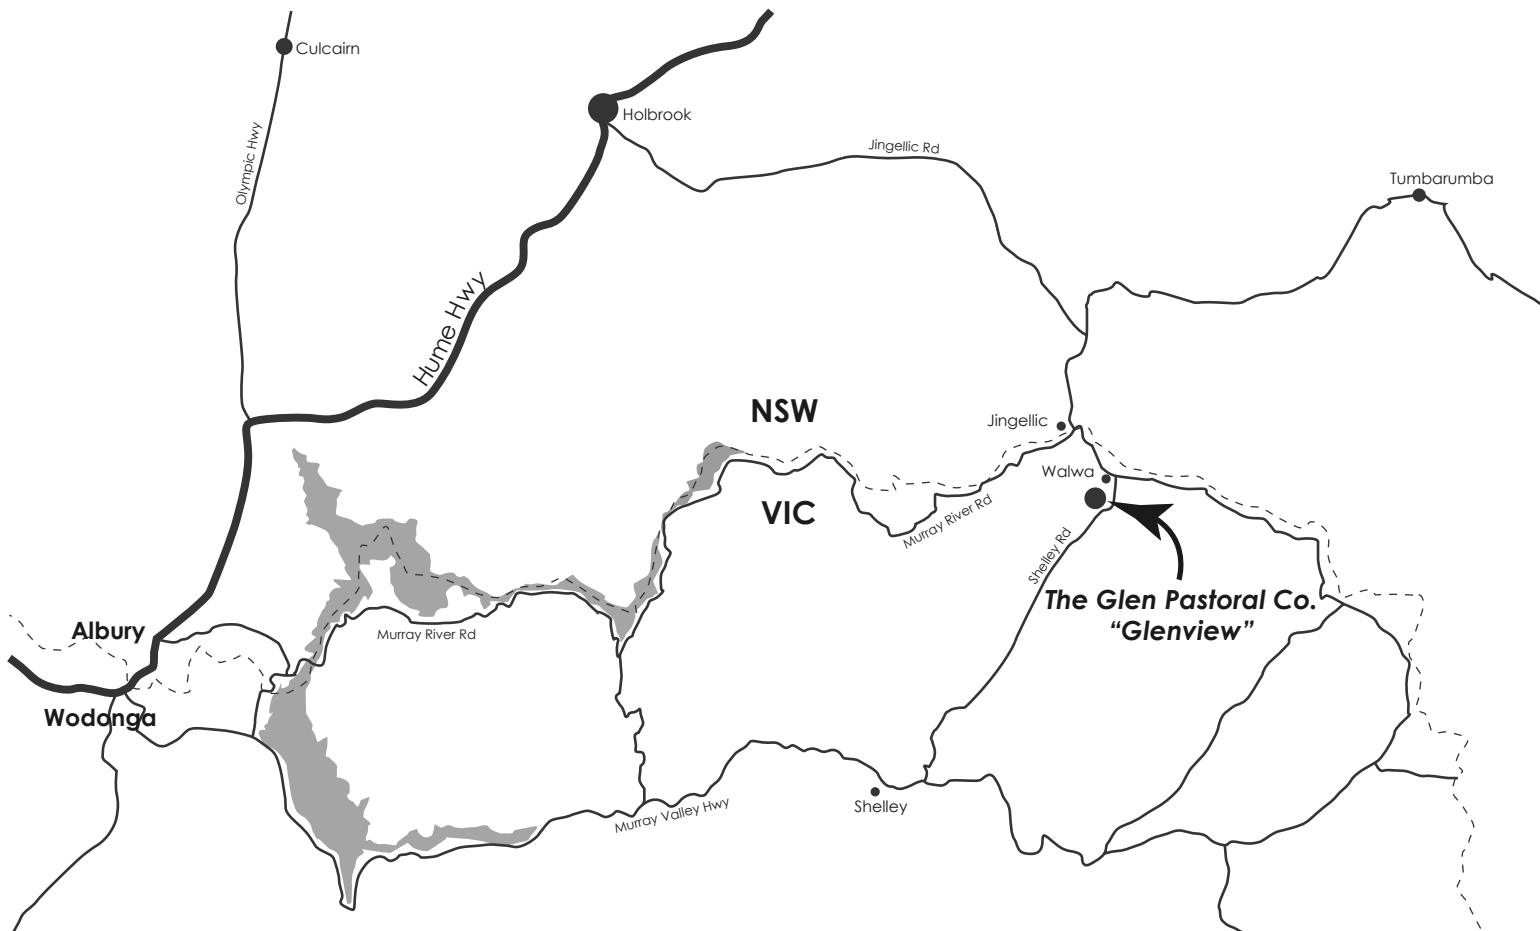 Culcairn
Holbrook
Olympic Hwy
Jingellic Rd
Tumbarumba
Hume Hwy
NSW
Jingellic
Walwa
VIC
Murray River Rd
Shelley Rd
The Glen Pastoral Co.
“Glenview”
Albury
Murray River Rd
Wodonga
Murray Valley Hwy
Shelley